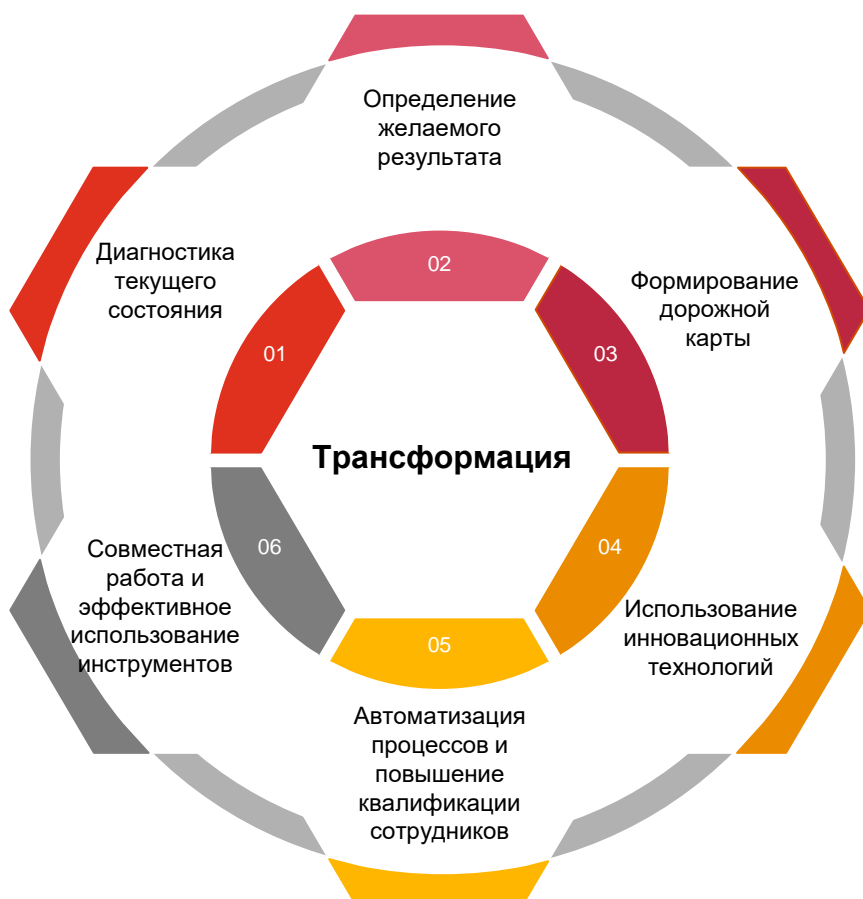 Определение
желаемого
результата
Диагностика
текущего
состояния
02
Формирование
дорожной
карты
01
03
Трансформация
06
04
Совместная
работа и
эффективное
использование
инструментов
Использование
инновационных
технологий
05
Автоматизация
процессов и
повышение
квалификации
сотрудников